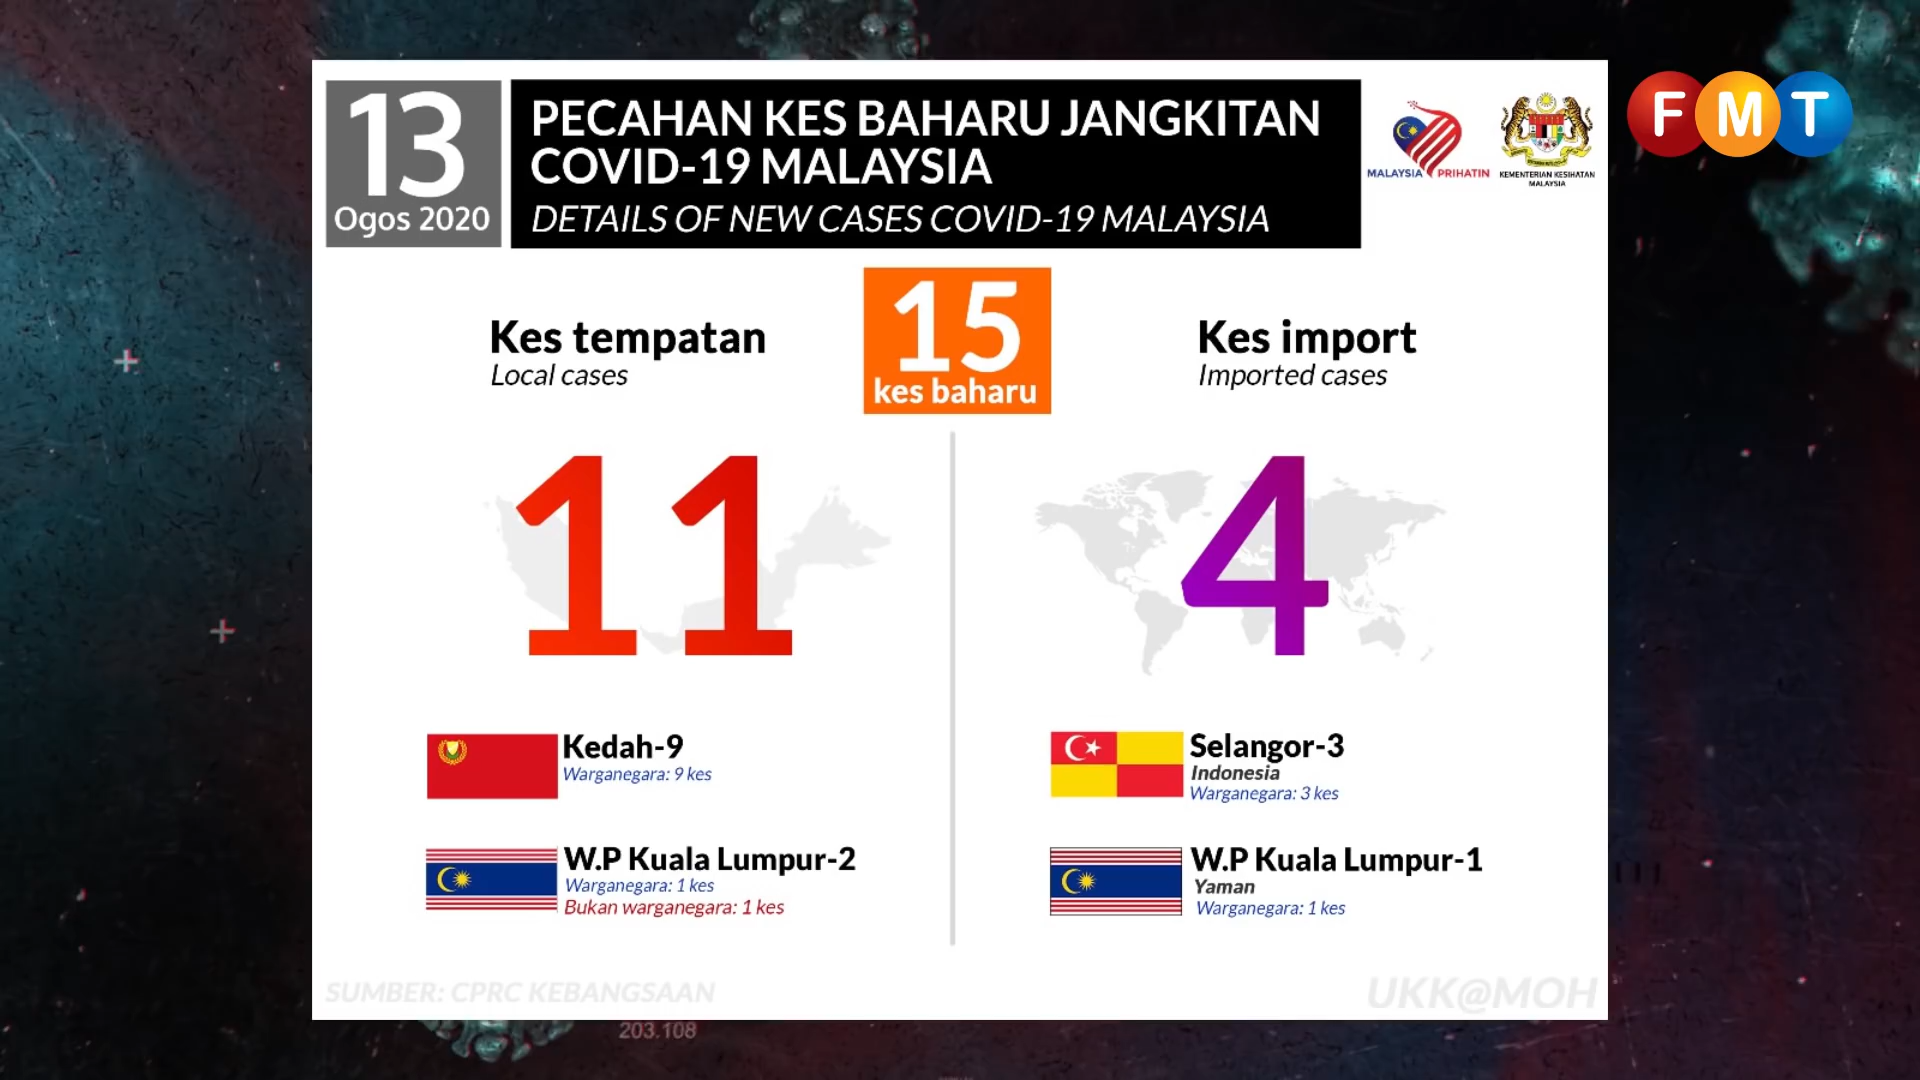 13
Ogos 2020
PECAHAN KES BAHARU JANGKITAN
COVID-19 MALAYSIA
DETAILS OF NEW CASES COVID-19 MALAYSIA
MALAYSIA PRIHATIN
KEMENTERIAN KESIHATAN
MALAYSIA
FMT
Kes tempatan
Local cases
15
kes baharu
Kes import
Imported cases
11
4
Kedah-9
Warganegara: 9 kes
W.P Kuala Lumpur-2
Warganegara: 1 kes
Bukan warganegara: 1 kes
Selangor-3
Indonesia
Warganegara: 3 kes
W.P Kuala Lumpur-1
Yaman
Warganegara: 1 kes
SUMBER: CPRC KEBANGSAAN
UKK@MOH
203.108